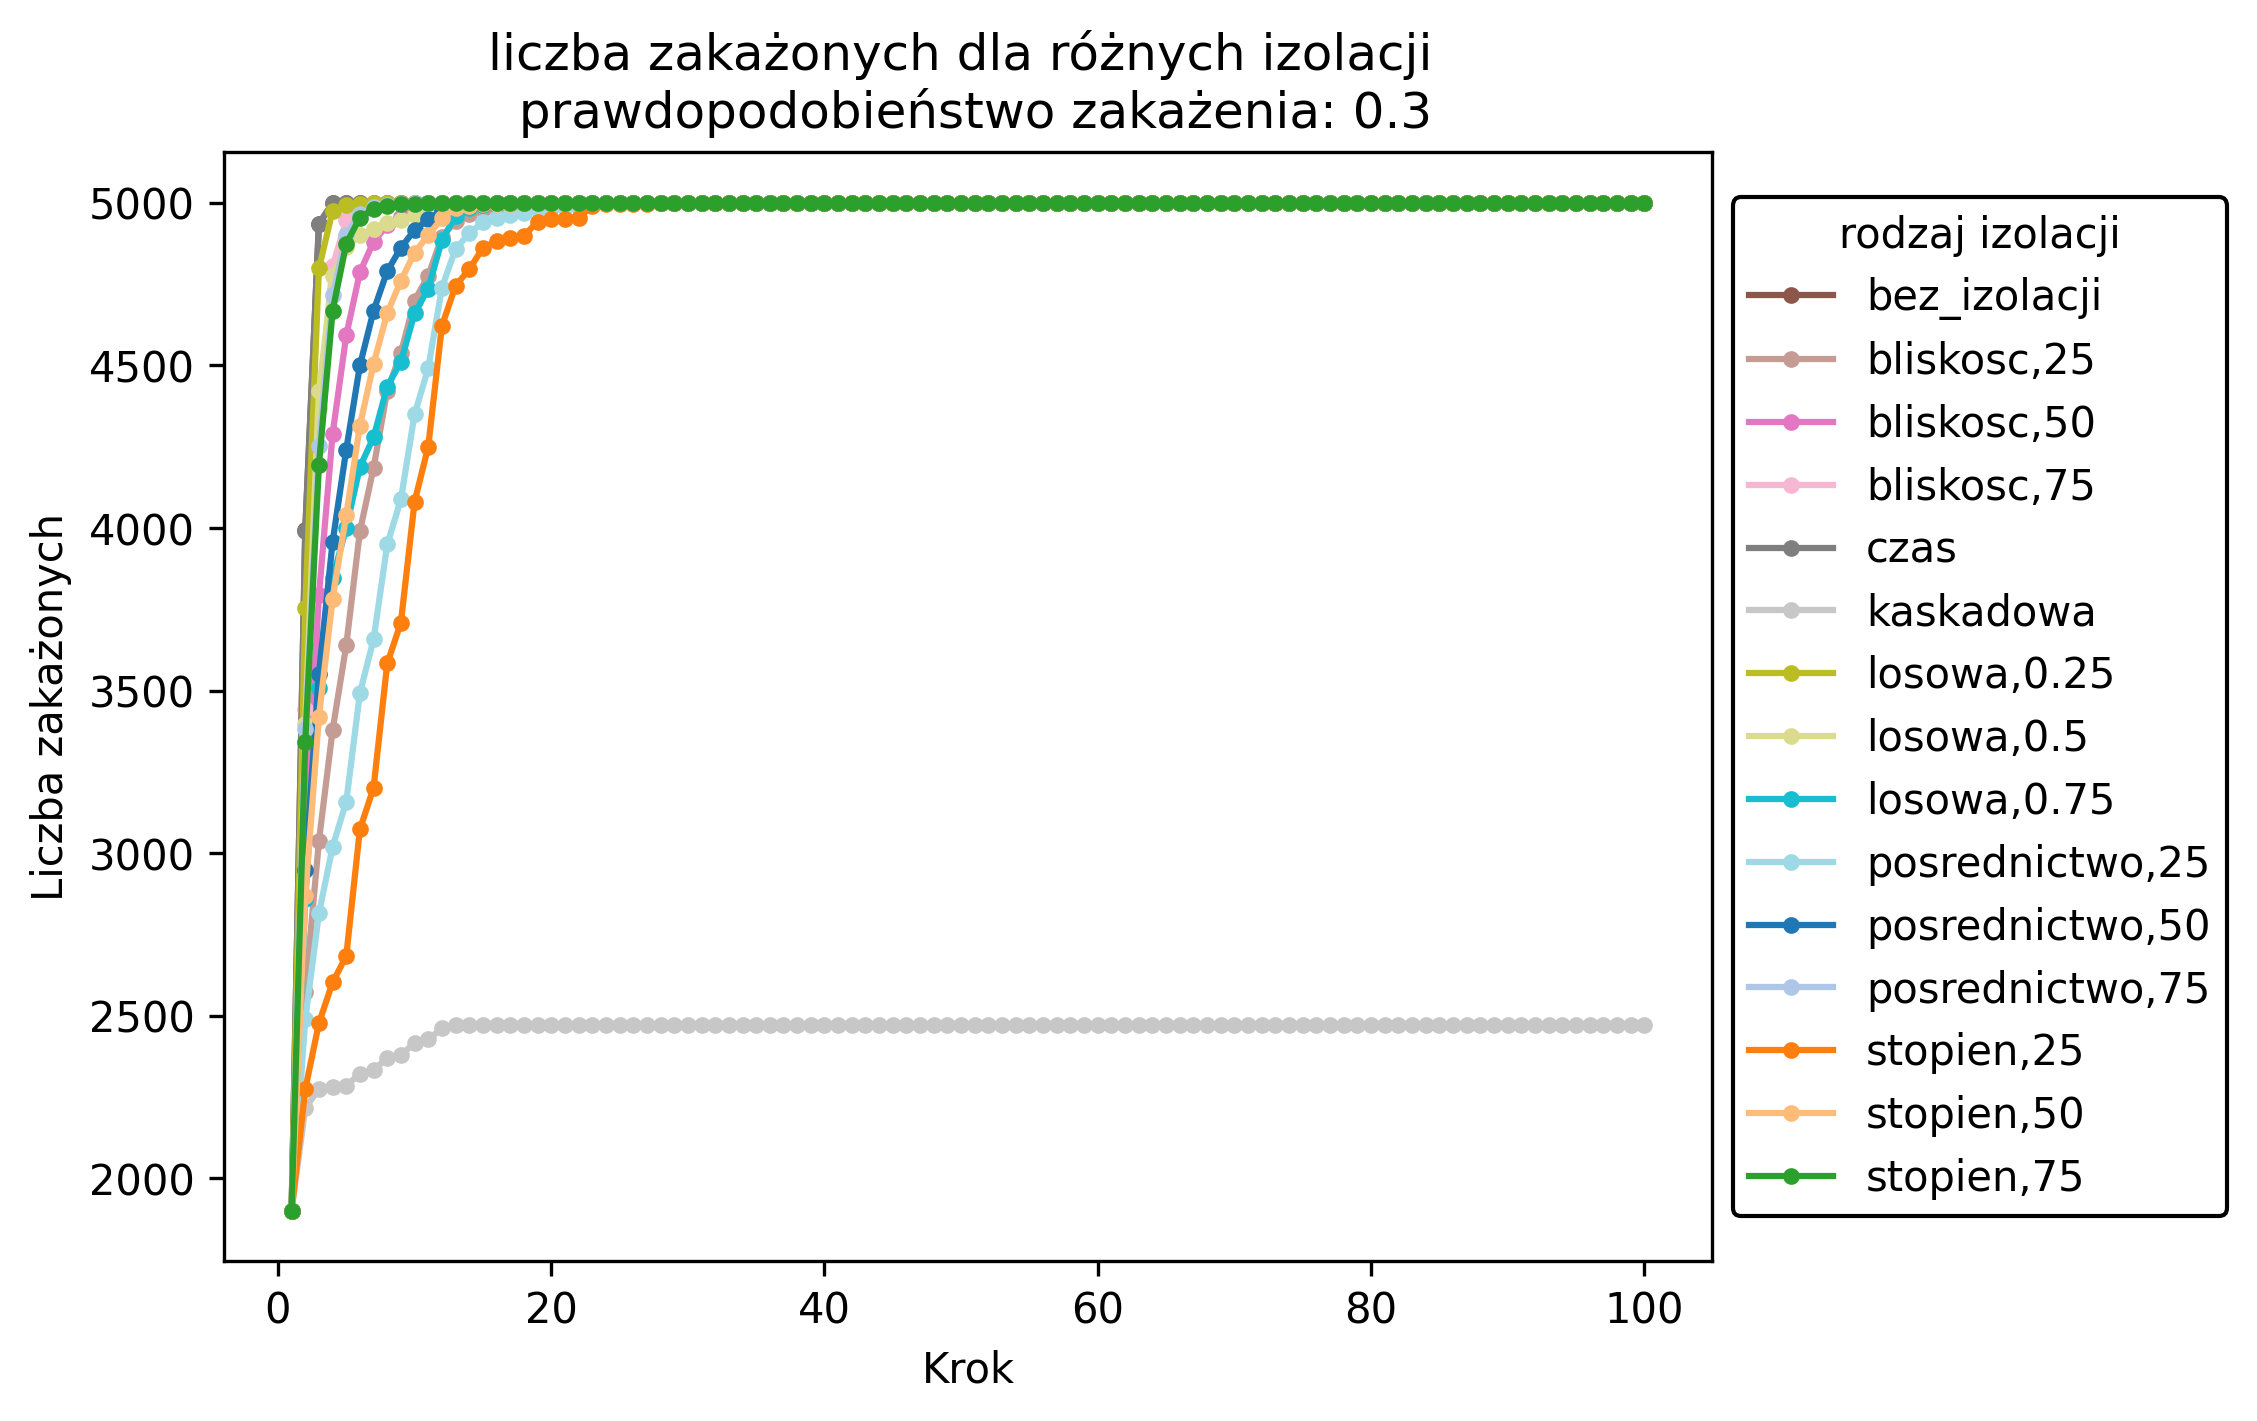 liczba zakażonych dla różnych izolacji
prawdopodobieństwo zakażenia: 0.3
Liczba zakażonych
5000
4500
4000
3500
3000
2500
2000
0
20
40
60
80
100
Krok
rodzaj izolacji
bez_izolacji
bliskosc,25
bliskosc,50
bliskosc,75
czas
kaskadowa
losowa,0.25
losowa,0.5
losowa,0.75
posrednictwo,25
posrednictwo,50
posrednictwo,75
stopien,25
stopien,50
stopien,75